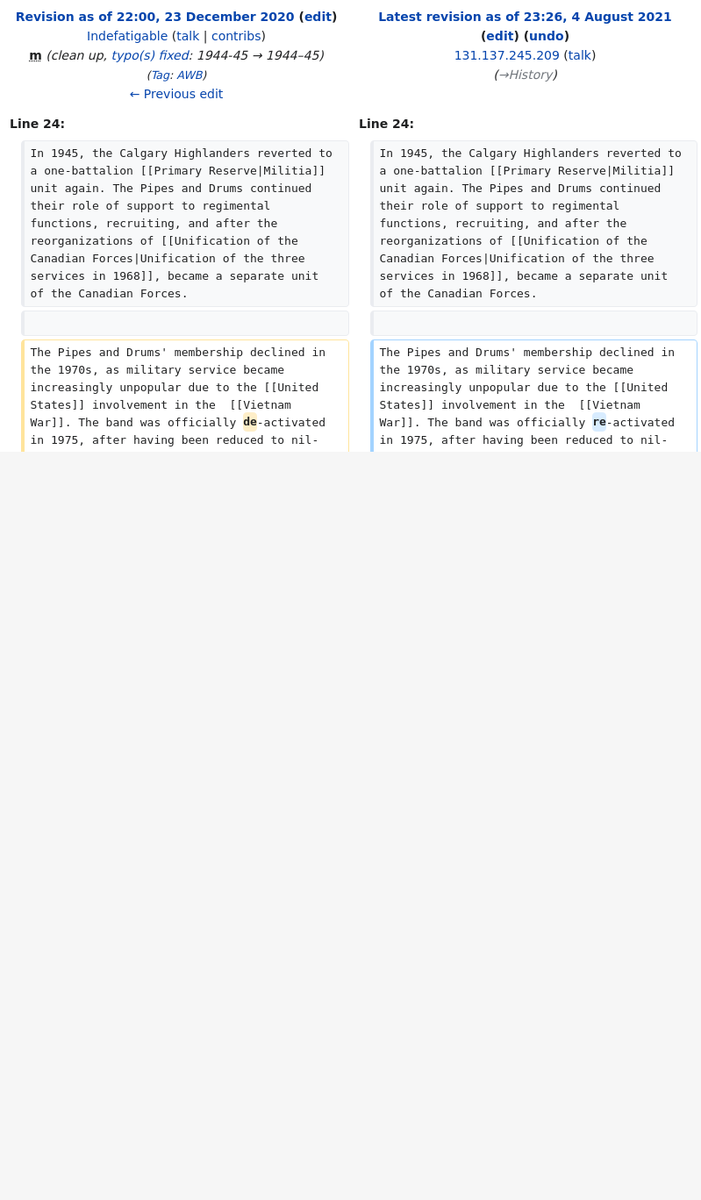 Revision as of 22:00, 23 December 2020 (edit)
Indefatigable (talk | contribs)
m (clean up, typo(s) fixed: 1944-45 → 1944–45)
(Tag: AWB)
← Previous edit
Latest revision as of 23:26, 4 August 2021
(edit) (undo)
131.137.245.209 (talk)
(→History)
Line 24:
Line 24:
In 1945, the Calgary Highlanders reverted to
a one-battalion [[Primary Reserve|Militia]]
unit again. The Pipes and Drums continued
their role of support to regimental
functions, recruiting, and after the
reorganizations of [[Unification of the
Canadian Forces|Unification of the three
services in 1968]], became a separate unit
of the Canadian Forces.
In 1945, the Calgary Highlanders reverted to
a one-battalion [[Primary Reserve|Militia]]
unit again. The Pipes and Drums continued
their role of support to regimental
functions, recruiting, and after the
reorganizations of [[Unification of the
Canadian Forces|Unification of the three
services in 1968]], became a separate unit
of the Canadian Forces.
The Pipes and Drums' membership declined in
the 1970s, as military service became
increasingly unpopular due to the [[United
States]] involvement in the  [[Vietnam
War]]. The band was officially de-activated
in 1975, after having been reduced to nil-
The Pipes and Drums' membership declined in
the 1970s, as military service became
increasingly unpopular due to the [[United
States]] involvement in the  [[Vietnam
War]]. The band was officially re-activated
in 1975, after having been reduced to nil-